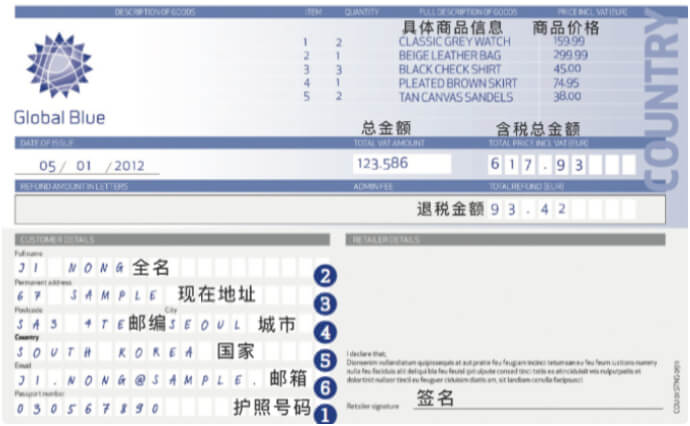 DESCRIPTION OF GOODS ITEM QUANTITY FULL DESCRIPTION OF GOODS PRICE INCL. VAT (EUR)
具体商品信息 商品价格
1 2 CLASSIC GREY WATCH 159.99
2 1 BEIGE LEATHER BAG 299.99
3 3 BLACK CHECK SHIRT 45.00
4 1 PLEATED BROWN SKIRT 74.95
5 2 TAN CANVAS SANDELS 38.00
COUNTRY
Global Blue
总金额 含税总金额
DATE OF ISSUE TOTAL VAT AMOUNT TOTAL PRICE INCL. VAT (EUR)
05/ 01 /2012 123.586 617.93
REFUND AMOUNT IN LETTERS ADMIN FEE TOTAL REFUND (EUR)
退税金额 93.42
CUSTOMER DETAILS RETAILER DETAILS
Full name
JI NONG 全名
2
Permanent address
67 SAMPLE 现在地址
3
Postcode City
SA3 4TE 邮编 SEOUL 城市
4
Country
SOUTH KOREA 国家
5
Email
JI.NONG@SAMPLE. 邮箱
6
Passport number
030567890 护照号码
1
I declare that,
Retailer signature 签名